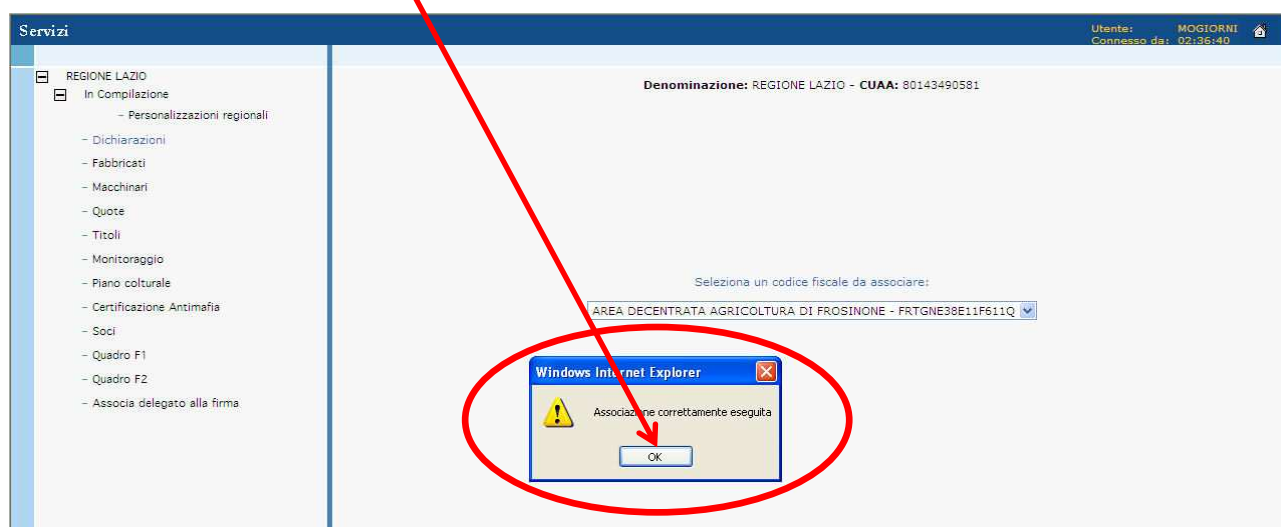 Servizi
Utente: MOGIORNI
Connesso da: 02:36:40
REGIONE LAZIO
In Compilazione
- Personalizzazioni regionali
- Dichiarazioni
- Fabbricati
- Macchinari
- Quote
- Titoli
- Monitoraggio
- Piano colturale
- Certificazione Antimafia
- Soci
- Quadro F1
- Quadro F2
- Associa delegato alla firma
Denominazione: REGIONE LAZIO - CUAA: 80143490581
Seleziona un codice fiscale da associare:
AREA DECENTRATA AGRICOLTURA DI FROSINONE - FRTGNE38E11F611Q
Windows Internet Explorer
Associazione correttamente eseguita
OK